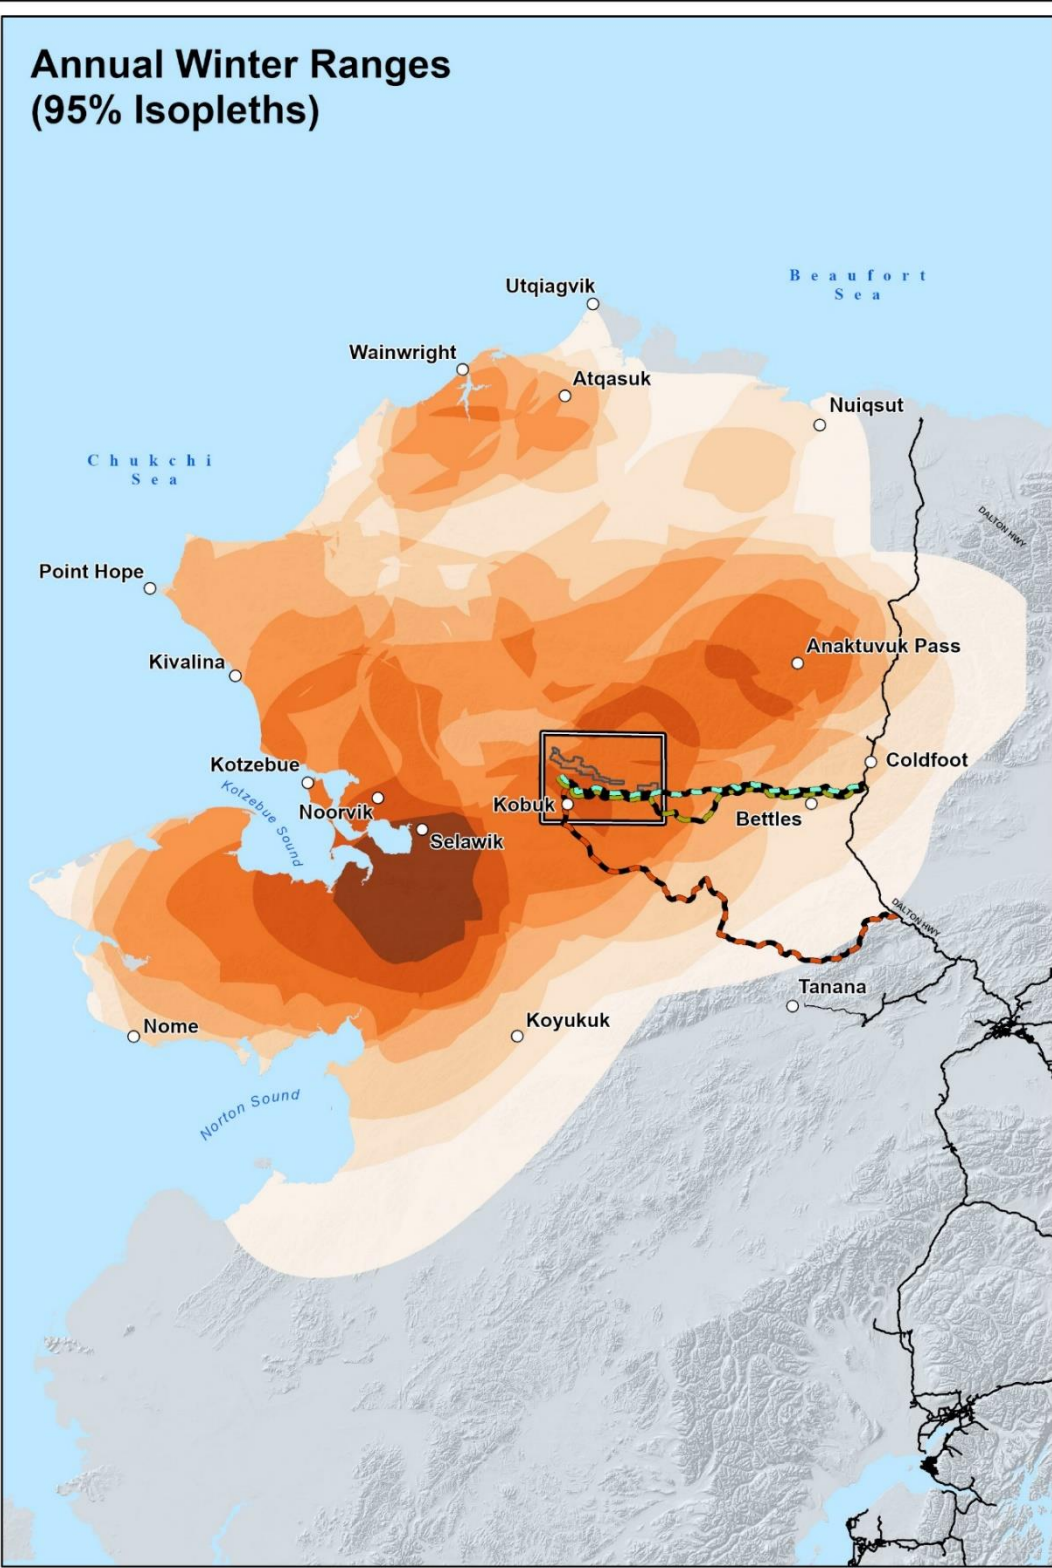 Annual Winter Ranges
(95% Isopleths)
Beaufort
Sea
Utqiagvik
Wainwright
Atqasuk
Nuiqsut
Chukchi
Sea
DALTON HWY
Point Hope
Anaktuvuk Pass
Kivalina
Coldfoot
Kotzebue
Kotzebue Sound
Noorvik
Kobuk
Bettles
Selawik
DALTON HWY
Tanana
Koyukuk
Nome
Norton Sound